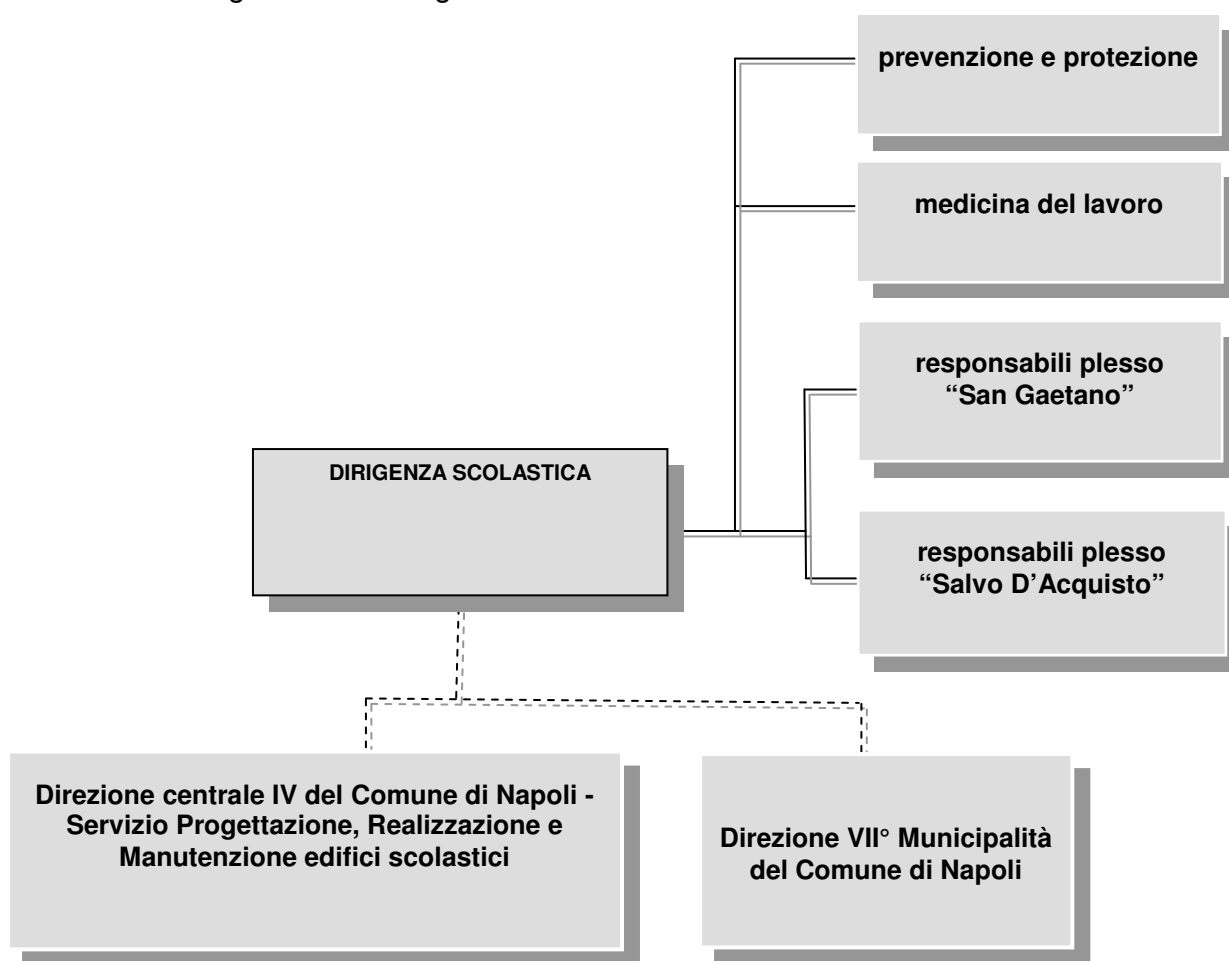 prevenzione e protezione
medicina del lavoro
responsabili plesso
“San Gaetano”
DIRIGENZA SCOLASTICA
responsabili plesso
“Salvo D’Acquisto”
Direzione centrale IV del Comune di Napoli -
Servizio Progettazione, Realizzazione e
Manutenzione edifici scolastici
Direzione VII° Municipalità
del Comune di Napoli